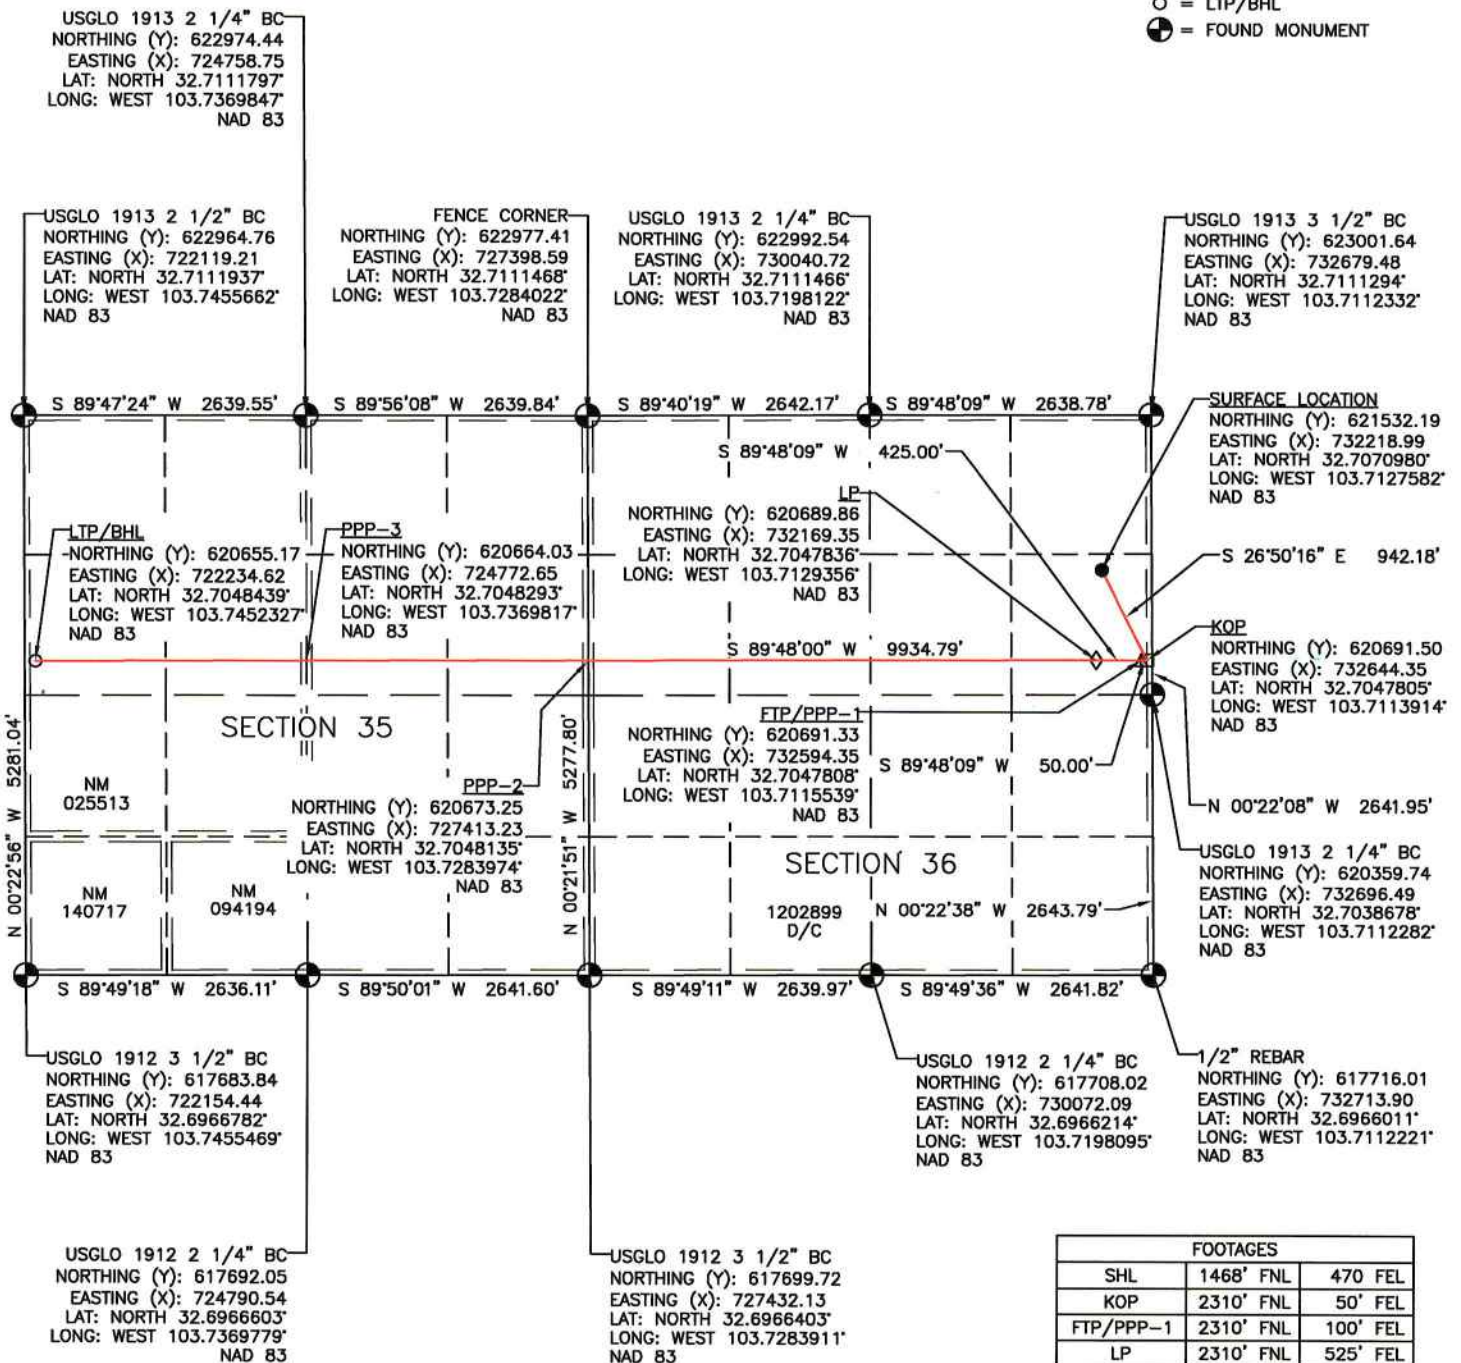 O = LTP/BHL
= FOUND MONUMENT
USGLO 1913 2 1/4" BC
NORTHING (Y): 622974.44
EASTING (X): 724758.75
LAT: NORTH 32.7111797°
LONG: WEST 103.7369847°
NAD 83
USGLO 1913 2 1/2" BC
NORTHING (Y): 622964.76
EASTING (X): 722119.21
LAT: NORTH 32.7111937°
LONG: WEST 103.7455662°
NAD 83
FENCE CORNER
NORTHING (Y): 622977.41
EASTING (X): 727398.59
LAT: NORTH 32.7111468°
LONG: WEST 103.7284022°
NAD 83
USGLO 1913 2 1/4" BC
NORTHING (Y): 622992.54
EASTING (X): 730040.72
LAT: NORTH 32.7111466°
LONG: WEST 103.7198122°
NAD 83
USGLO 1913 3 1/2" BC
NORTHING (Y): 623001.64
EASTING (X): 732679.48
LAT: NORTH 32.7111294°
LONG: WEST 103.7112332°
NAD 83
S 89°47'24" W 2639.55'
S 89°56'08" W 2639.84'
S 89°40'19" W 2642.17'
S 89°48'09" W 2638.78'
SURFACE LOCATION
NORTHING (Y): 621532.19
EASTING (X): 732218.99
LAT: NORTH 32.7070980°
LONG: WEST 103.7127582°
NAD 83
S 89°48'09" W 425.00'
LP
NORTHING (Y): 620689.86
EASTING (X): 732169.35
LAT: NORTH 32.7047836°
LONG: WEST 103.7129356°
NAD 83
LTP/BHL
NORTHING (Y): 620655.17
EASTING (X): 722234.62
LAT: NORTH 32.7048439°
LONG: WEST 103.7452327°
NAD 83
PPP-3
NORTHING (Y): 620664.03
EASTING (X): 724772.65
LAT: NORTH 32.7048293°
LONG: WEST 103.7369817°
NAD 83
S 26°50'16" E 942.18'
KOP
NORTHING (Y): 620691.50
EASTING (X): 732644.35
LAT: NORTH 32.7047805°
LONG: WEST 103.7113914°
NAD 83
S 89°48'00" W 9934.79'
FTP/PPP-1
NORTHING (Y): 620691.33
EASTING (X): 732594.35
LAT: NORTH 32.7047808°
LONG: WEST 103.7115539°
NAD 83
S 89°48'09" W 50.00'
SECTION 35
N 00°22'56" W 5281.04'
NM
025513
PPP-2
NORTHING (Y): 620673.25
EASTING (X): 727413.23
LAT: NORTH 32.7048135°
LONG: WEST 103.7283974°
NAD 83
N 00°21'51" W 5277.80'
N 00°22'08" W 2641.95'
SECTION 36
USGLO 1913 2 1/4" BC
NORTHING (Y): 620359.74
EASTING (X): 732696.49
LAT: NORTH 32.7038678°
LONG: WEST 103.7112282°
NAD 83
NM
140717
NM
094194
1202899
D/C
N 00°22'38" W 2643.79'
S 89°49'18" W 2636.11'
S 89°50'01" W 2641.60'
S 89°49'11" W 2639.97'
S 89°49'36" W 2641.82'
USGLO 1912 3 1/2" BC
NORTHING (Y): 617683.84
EASTING (X): 722154.44
LAT: NORTH 32.6966782°
LONG: WEST 103.7455469°
NAD 83
USGLO 1912 2 1/4" BC
NORTHING (Y): 617708.02
EASTING (X): 730072.09
LAT: NORTH 32.6966214°
LONG: WEST 103.7198095°
NAD 83
1/2" REBAR
NORTHING (Y): 617716.01
EASTING (X): 732713.90
LAT: NORTH 32.6966011°
LONG: WEST 103.7112221°
NAD 83
USGLO 1912 2 1/4" BC
NORTHING (Y): 617692.05
EASTING (X): 724790.54
LAT: NORTH 32.6966603°
LONG: WEST 103.7369779°
NAD 83
USGLO 1912 3 1/2" BC
NORTHING (Y): 617699.72
EASTING (X): 727432.13
LAT: NORTH 32.6966403°
LONG: WEST 103.7283911°
NAD 83
FOOTAGES
SHL 1468' FNL 470 FEL
KOP 2310' FNL 50' FEL
FTP/PPP-1 2310' FNL 100' FEL
LP 2310' FNL 525' FEL